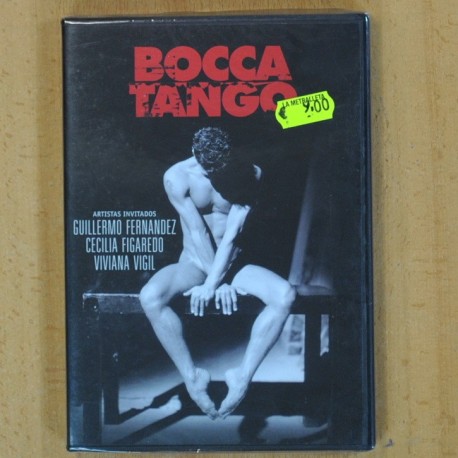 BOCCA
TANGO
LA METRALLETA
€ 9,00
ARTISTAS INVITADOS
GUILLERMO FERNANDEZ
CECILIA FIGAREDO
VIVIANA VIGIL